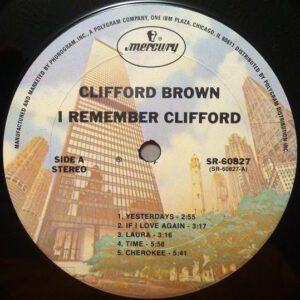 MANUFACTURED AND MARKETED BY PHONOGRAM, INC., A POLYGRAM COMPANY, ONE IBM PLAZA, CHICAGO, IL 60611 DISTRIBUTED BY POLYGRAM DISTRIBUTION INC.
mercury
CLIFFORD BROWN
I REMEMBER CLIFFORD
SIDE A
STEREO
SR-60827
(SR-60827-A)
1. YESTERDAYS - 2:55
2. IF I LOVE AGAIN - 3:17
3. LAURA - 3:16
4. TIME - 5:58
5. CHEROKEE - 5:41